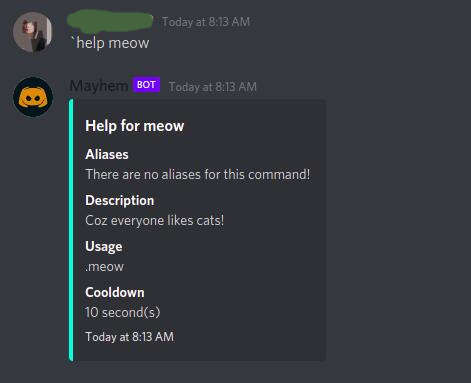 Today at 8:13 AM
`help meow
Mayhem BOT Today at 8:13 AM
Help for meow
Aliases
There are no aliases for this command!
Description
Coz everyone likes cats!
Usage
.meow
Cooldown
10 second(s)
Today at 8:13 AM